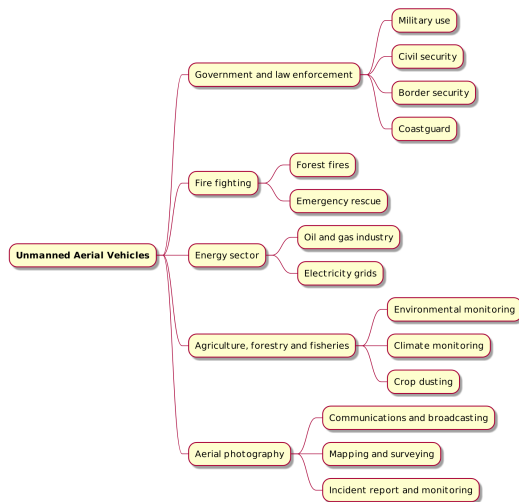 Unmanned Aerial Vehicles
Government and law enforcement
Military use
Civil security
Border security
Coastguard
Fire fighting
Forest fires
Emergency rescue
Energy sector
Oil and gas industry
Electricity grids
Agriculture, forestry and fisheries
Environmental monitoring
Climate monitoring
Crop dusting
Aerial photography
Communications and broadcasting
Mapping and surveying
Incident report and monitoring